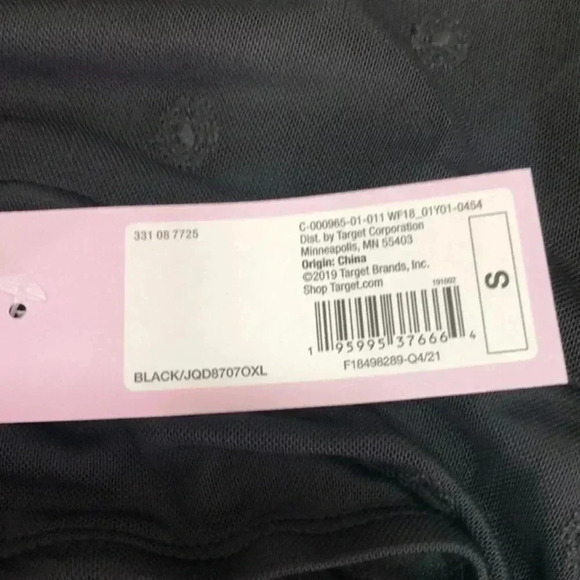 331 08 7725
C-000965-01-011 WF18_01Y01-0454
Dist. by Target Corporation
Minneapolis, MN 55403
Origin: China
©2019 Target Brands, Inc.
Shop Target.com
191002
1 95995 37666 4
F18498289-Q4/21
BLACK/JQD8707OXL
S